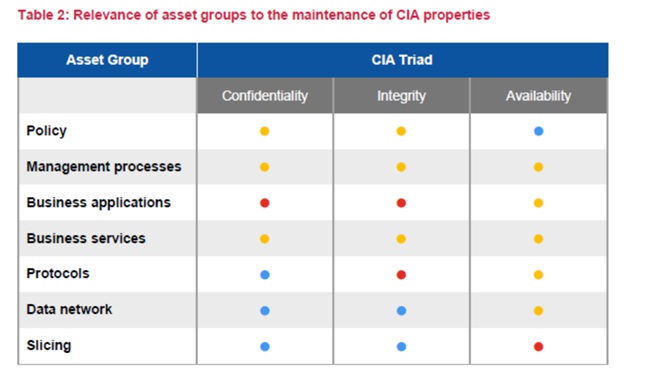 Table 2: Relevance of asset groups to the maintenance of CIA properties
Asset Group CIA Triad
Confidentiality Integrity Availability
Policy
Management processes
Business applications
Business services
Protocols
Data network
Slicing